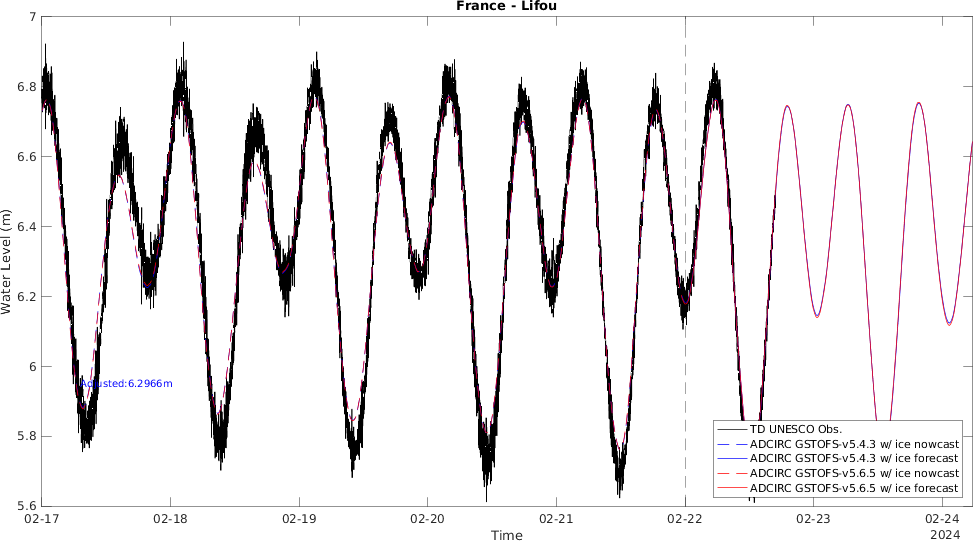 France - Lifou
7
6.8
6.6
6.4
6.2
6
5.8
5.6
Water Level (m)
Adjusted:6.2966m
TD UNESCO Obs.
ADCIRC GSTOFS-v5.4.3 w/ ice nowcast
ADCIRC GSTOFS-v5.4.3 w/ ice forecast
ADCIRC GSTOFS-v5.6.5 w/ ice nowcast
ADCIRC GSTOFS-v5.6.5 w/ ice forecast
02-17 02-18 02-19 02-20 02-21 02-22 02-23 02-24
Time
2024